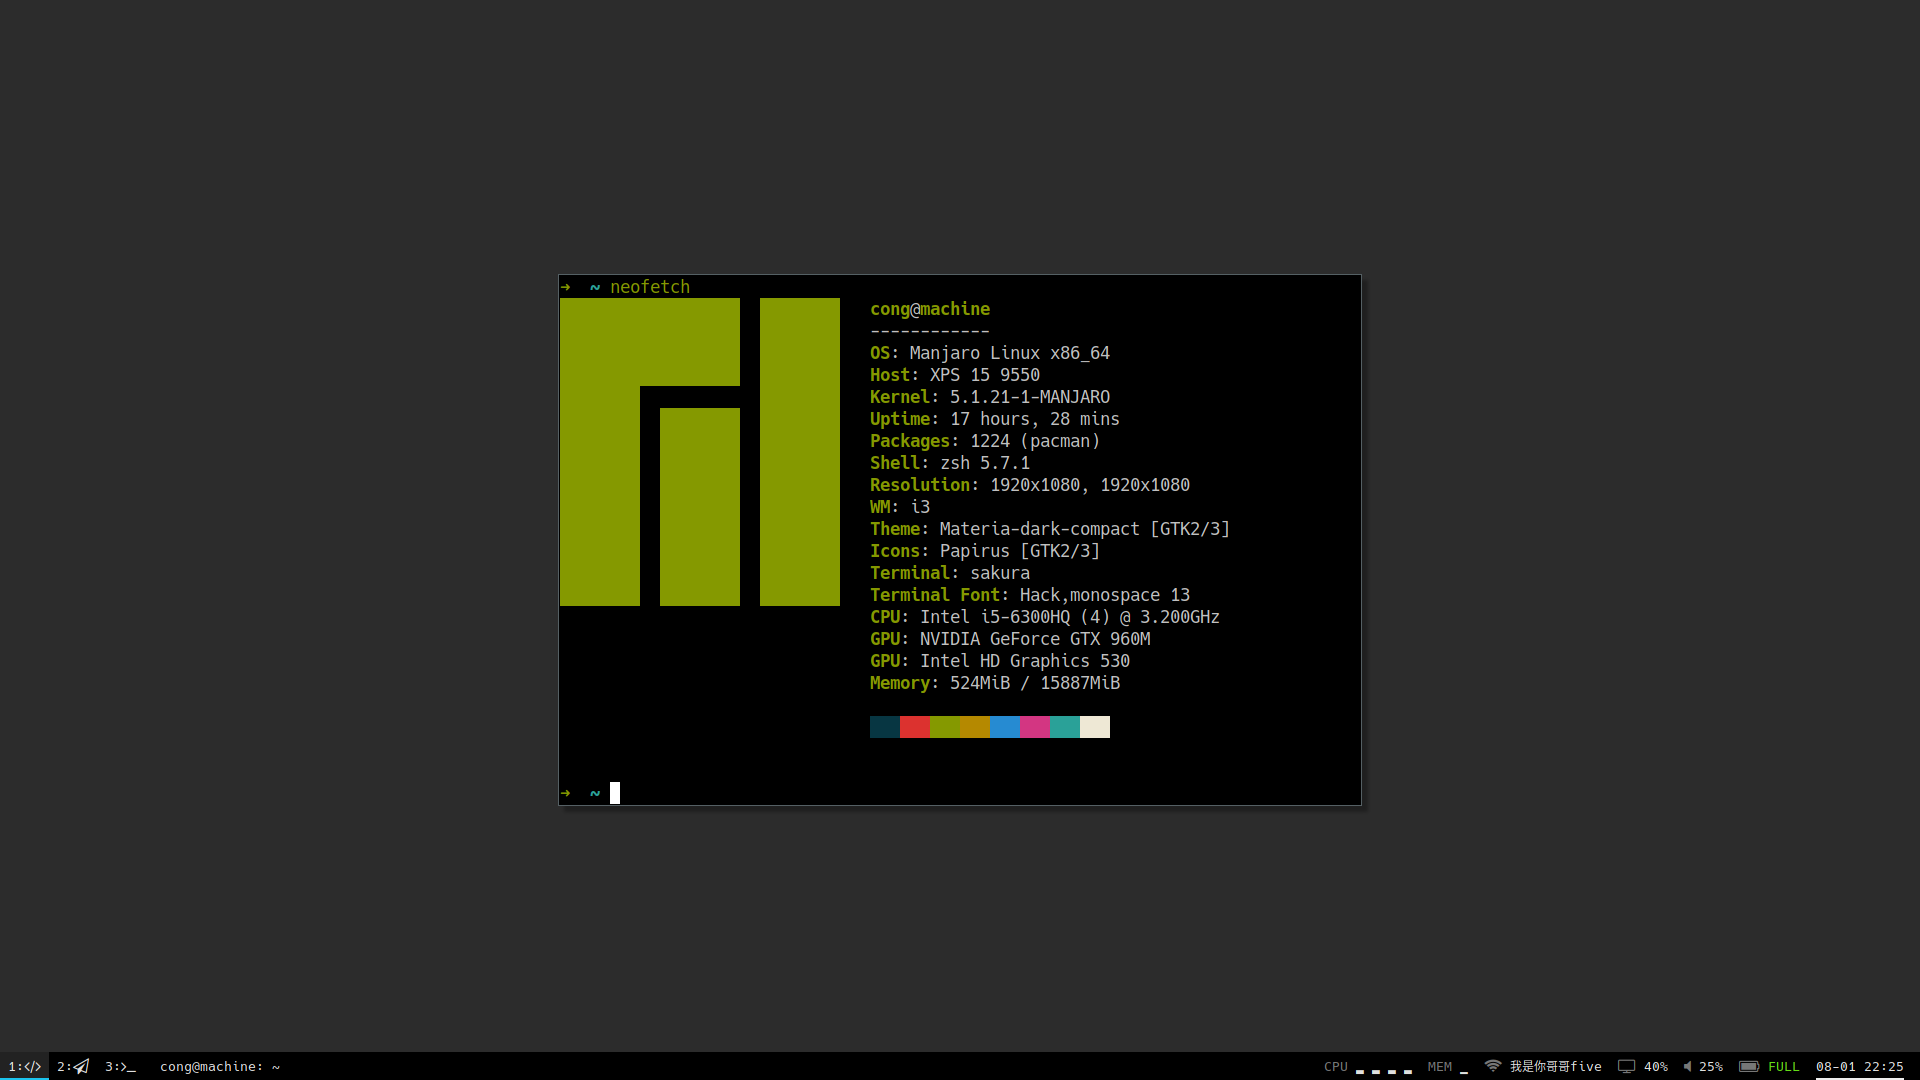 ➜ ~ neofetch
cong@machine
------------
OS: Manjaro Linux x86_64
Host: XPS 15 9550
Kernel: 5.1.21-1-MANJARO
Uptime: 17 hours, 28 mins
Packages: 1224 (pacman)
Shell: zsh 5.7.1
Resolution: 1920x1080, 1920x1080
WM: i3
Theme: Materia-dark-compact [GTK2/3]
Icons: Papirus [GTK2/3]
Terminal: sakura
Terminal Font: Hack,monospace 13
CPU: Intel i5-6300HQ (4) @ 3.200GHz
GPU: NVIDIA GeForce GTX 960M
GPU: Intel HD Graphics 530
Memory: 524MiB / 15887MiB
➜ ~
1:</> 2: 3:>_ cong@machine: ~ CPU MEM 我是你哥哥five 40% 25% FULL 08-01 22:25